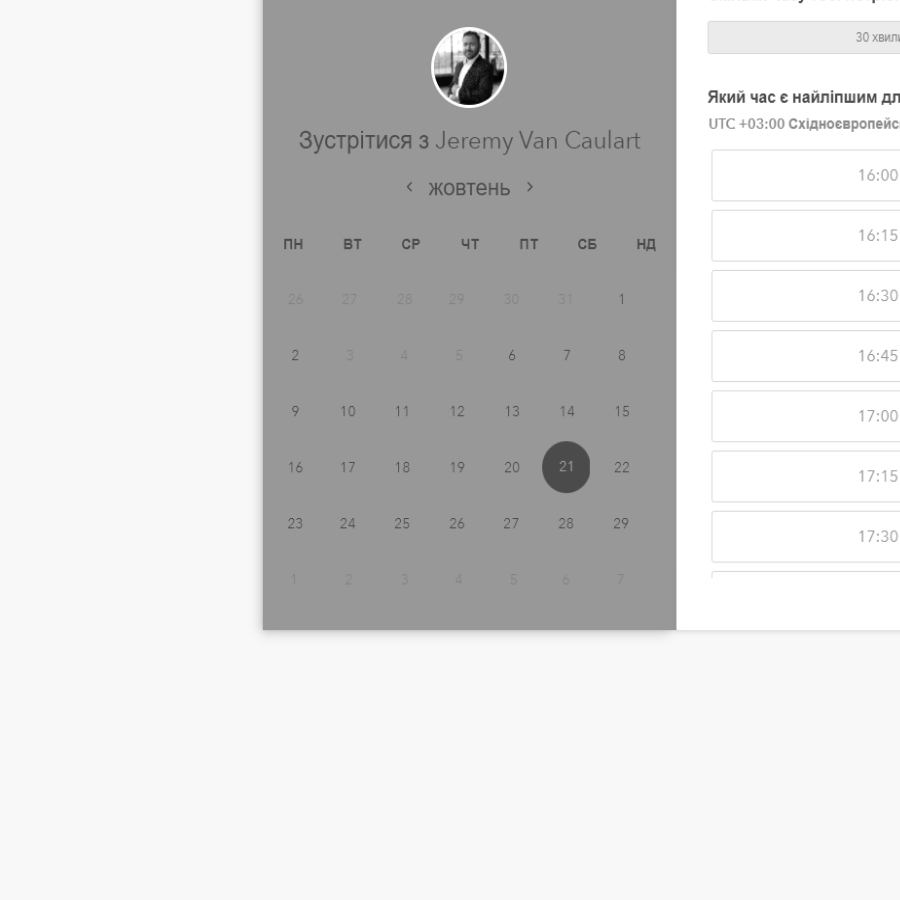 Зустрітися з Jeremy Van Caulart
жовтень
ПН ВТ СР ЧТ ПТ СБ НД
26 27 28 29 30 31 1
2 3 4 5 6 7 8
9 10 11 12 13 14 15
16 17 18 19 20 21 22
23 24 25 26 27 28 29
1 2 3 4 5 6 7
30 хвили
Який час є найліпшим дл
UTC +03:00 Східноєвропейс
16:00
16:15
16:30
16:45
17:00
17:15
17:30